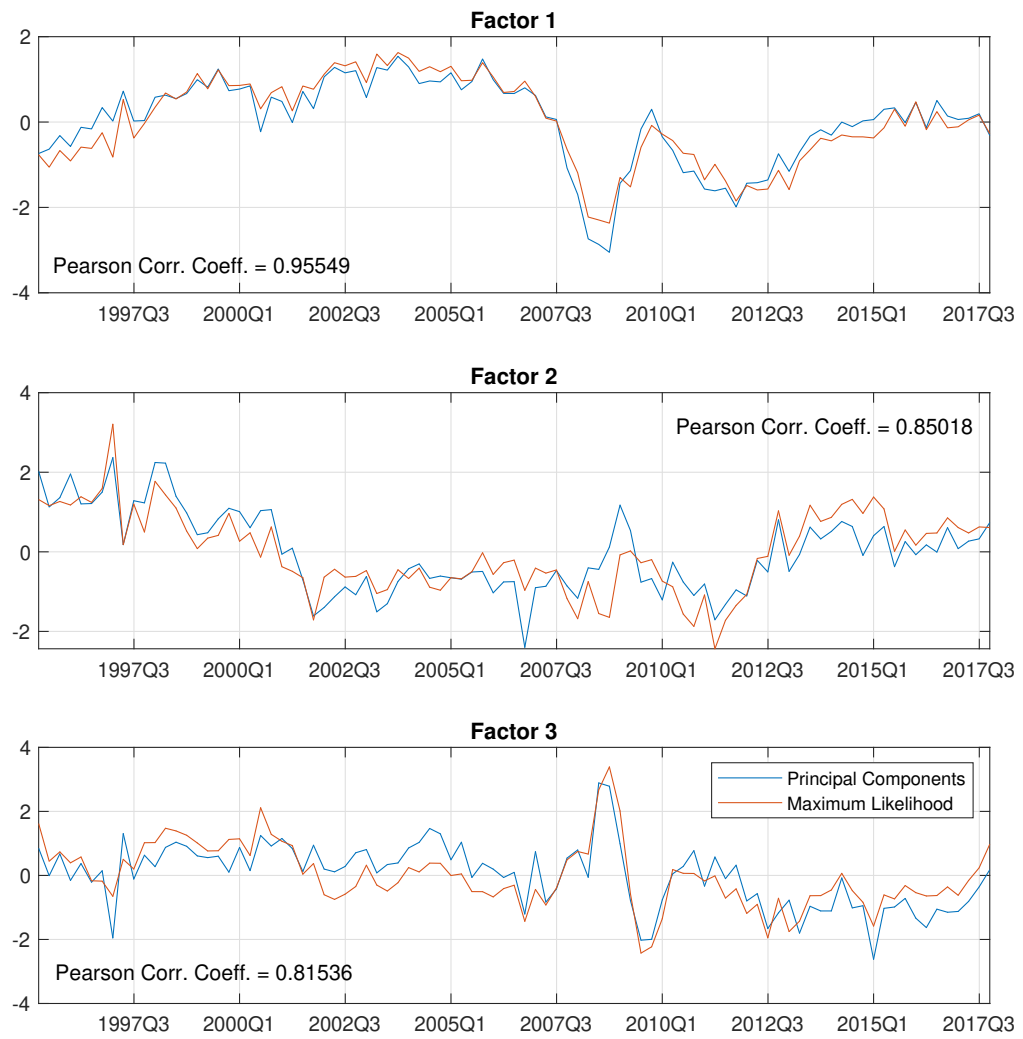 Factor 1
2
0
-2
-4
Pearson Corr. Coeff. = 0.95549
1997Q3 2000Q1 2002Q3 2005Q1 2007Q3 2010Q1 2012Q3 2015Q1 2017Q3
Factor 2
4
2
0
-2
Pearson Corr. Coeff. = 0.85018
1997Q3 2000Q1 2002Q3 2005Q1 2007Q3 2010Q1 2012Q3 2015Q1 2017Q3
Factor 3
4
2
0
-2
-4
Principal Components
Maximum Likelihood
Pearson Corr. Coeff. = 0.81536
1997Q3 2000Q1 2002Q3 2005Q1 2007Q3 2010Q1 2012Q3 2015Q1 2017Q3